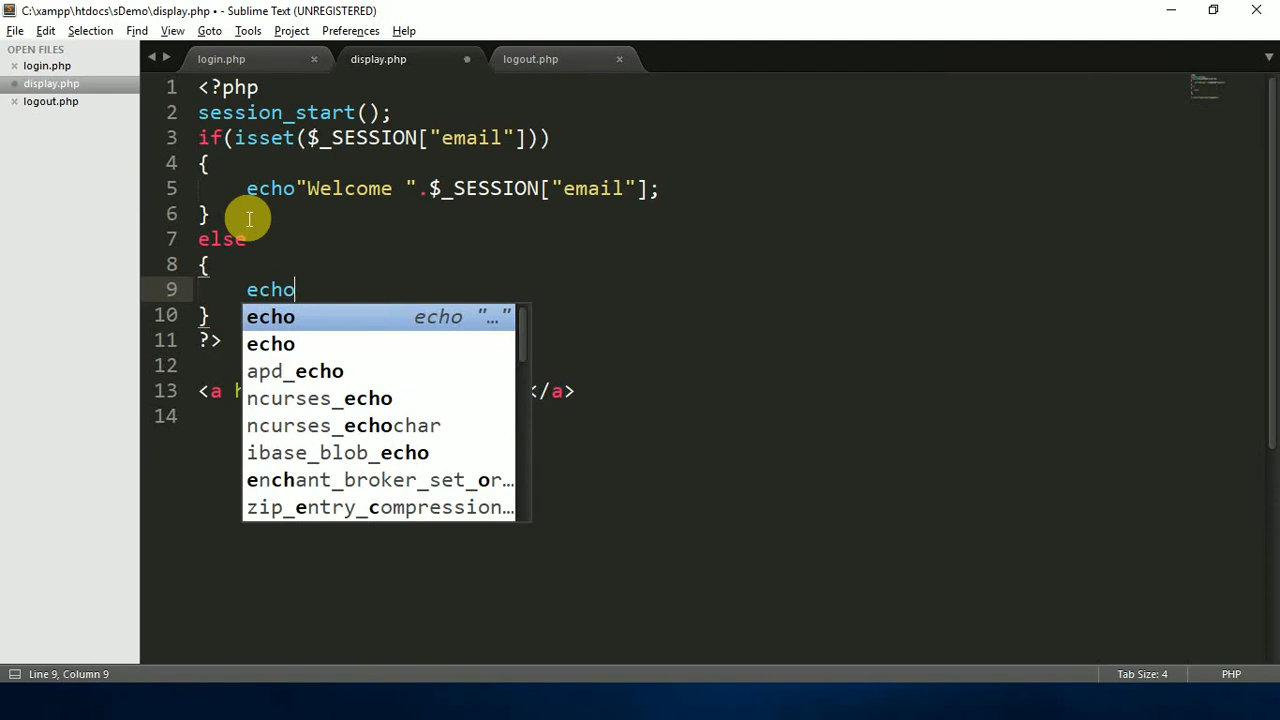 C:\xampp\htdocs\sDemo\display.php • - Sublime Text (UNREGISTERED)
File Edit Selection Find View Goto Tools Project Preferences Help
OPEN FILES
login.php
display.php
logout.php
login.php display.php logout.php
1 <?php
2 session_start();
3 if(isset($_SESSION["email"]))
4 {
5 echo"Welcome ".$_SESSION["email"];
6 }
7 else
8 {
9 echo
10 }
11 ?>
12
13 <a h </a>
14
echo echo "…"
echo
apd_echo
ncurses_echo
ncurses_echochar
ibase_blob_echo
enchant_broker_set_or…
zip_entry_compression…
Line 9, Column 9 Tab Size: 4 PHP